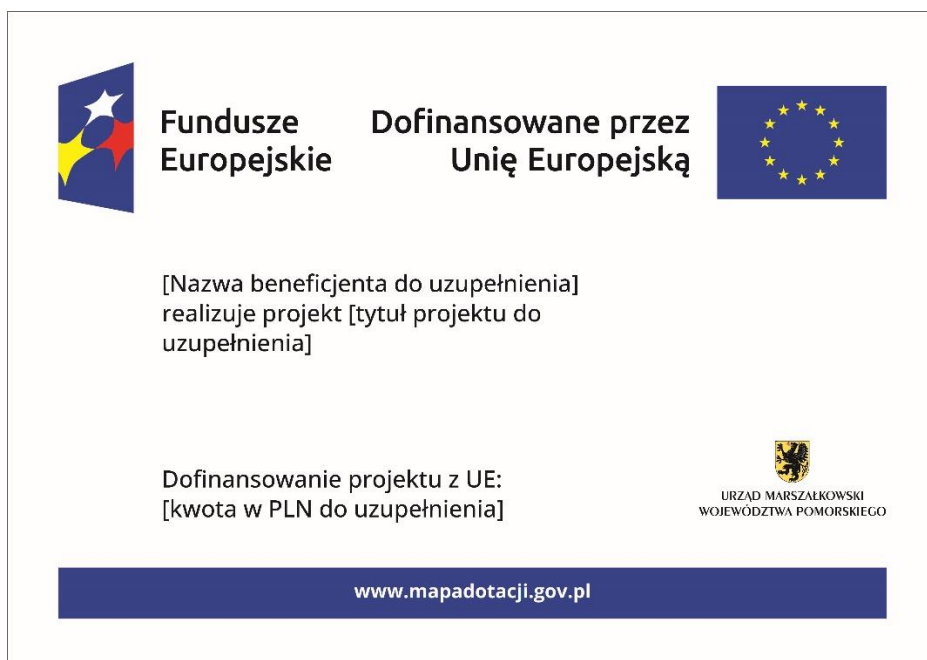 Fundusze
Europejskie
Dofinansowane przez
Unię Europejską
[Nazwa beneficjenta do uzupełnienia]
realizuje projekt [tytuł projektu do
uzupełnienia]
Dofinansowanie projektu z UE:
[kwota w PLN do uzupełnienia]
URZĄD MARSZAŁKOWSKI
WOJEWÓDZTWA POMORSKIEGO
www.mapadotacji.gov.pl